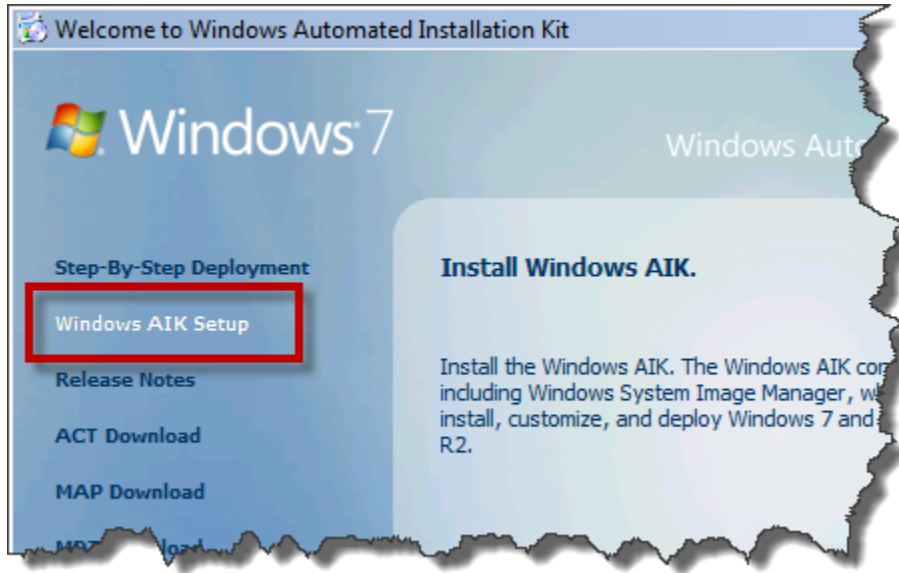 Welcome to Windows Automated Installation Kit
Windows 7
Windows
Step-By-Step Deployment
Install Windows AIK.
Windows AIK Setup
Release Notes
Install the Windows AIK. The Windows AIK
including Windows System Image Manager,
install, customize, and deploy Windows 7 and
R2.
ACT Download
MAP Download